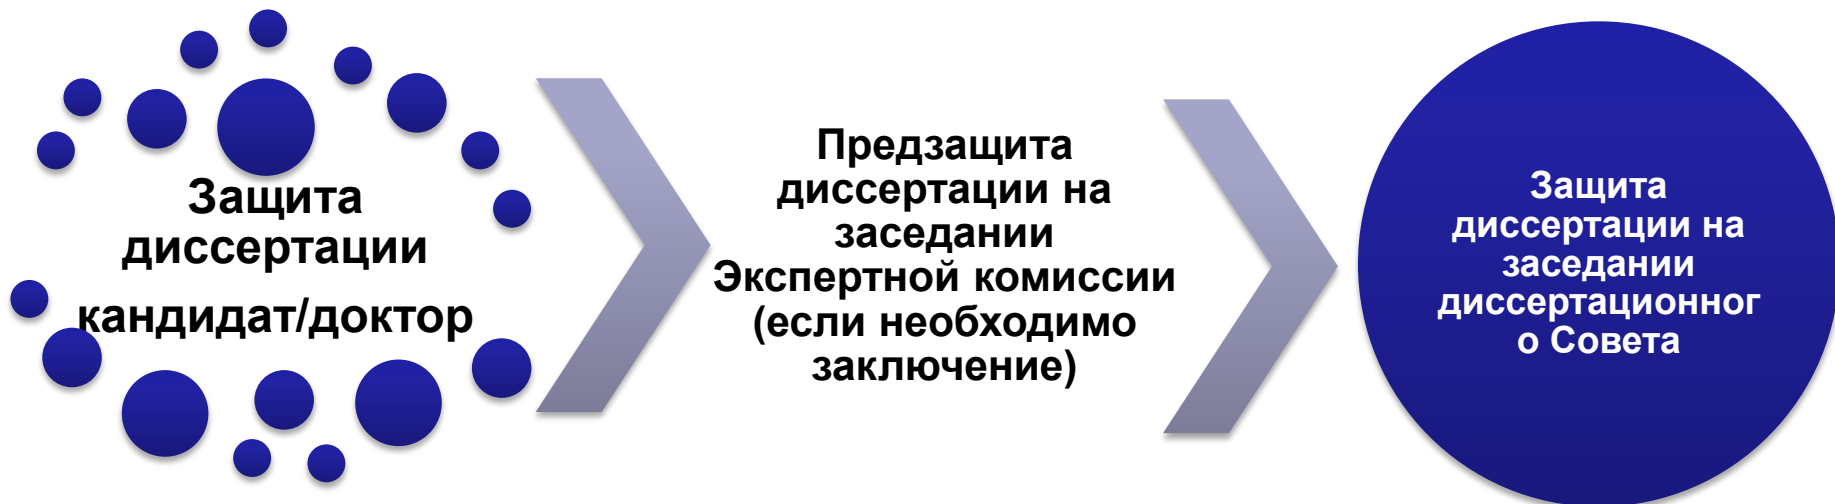 Защита
диссертации
кандидат/доктор
Предзащита
диссертации на
заседании
Экспертной комиссии
(если необходимо
заключение)
Защита
диссертации на
заседании
диссертационног
о Совета